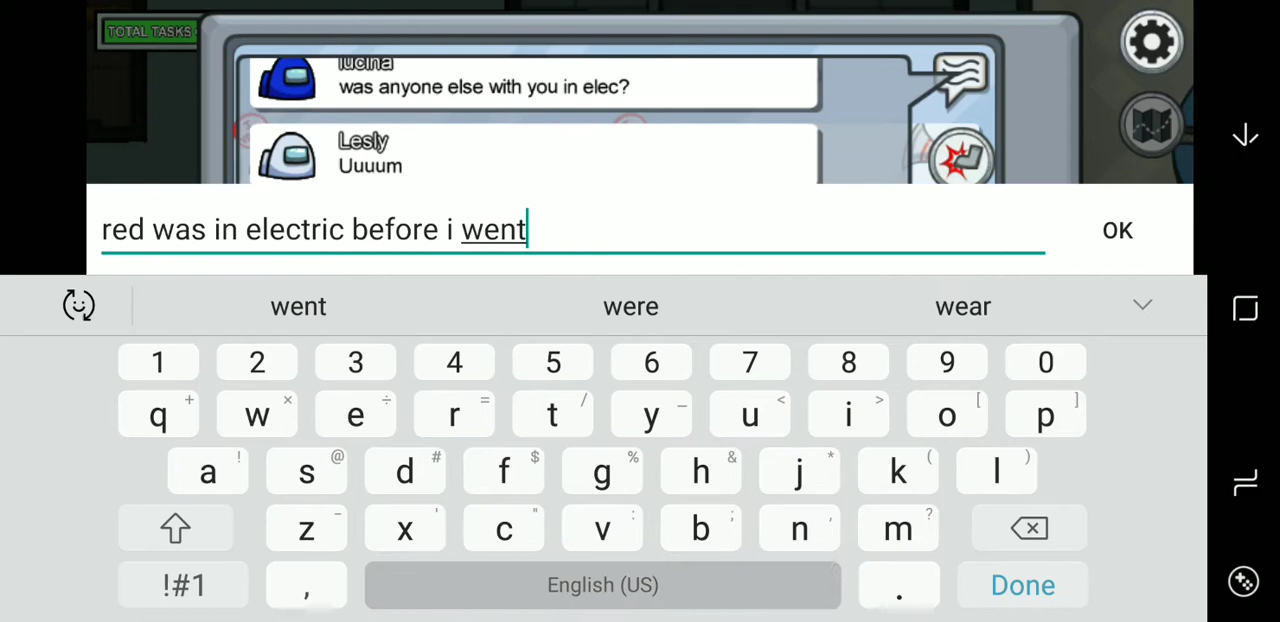 TOTAL TASKS
lucina
was anyone else with you in elec?
Lesly
Uuuum
red was in electric before i went
OK
went were wear
1 2 3 4 5 6 7 8 9 0
q + w × e ÷ r = t / y _ u < i > o [ p ]
a ! s @ d # f $ g % h & j * k ( l )
z - x ' c " v : b ; n , m ?
!#1 , English (US) . Done